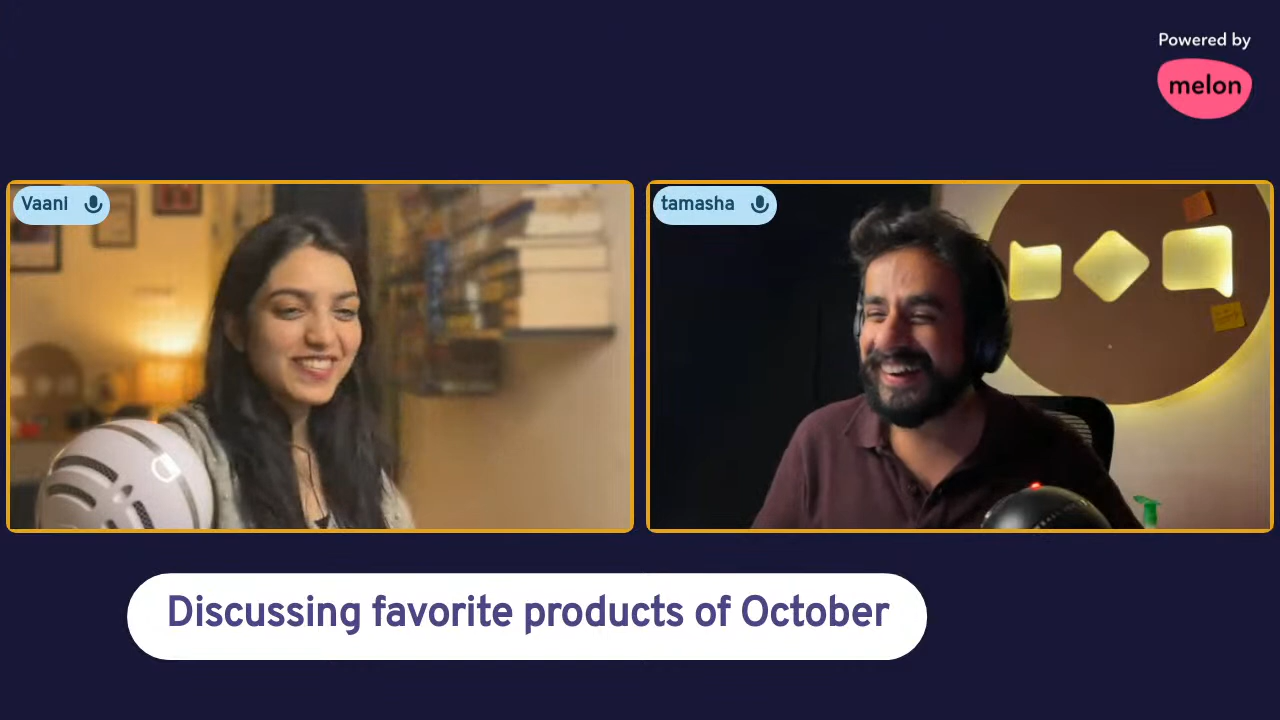 Powered by
melon
Vaani
tamasha
Discussing favorite products of October